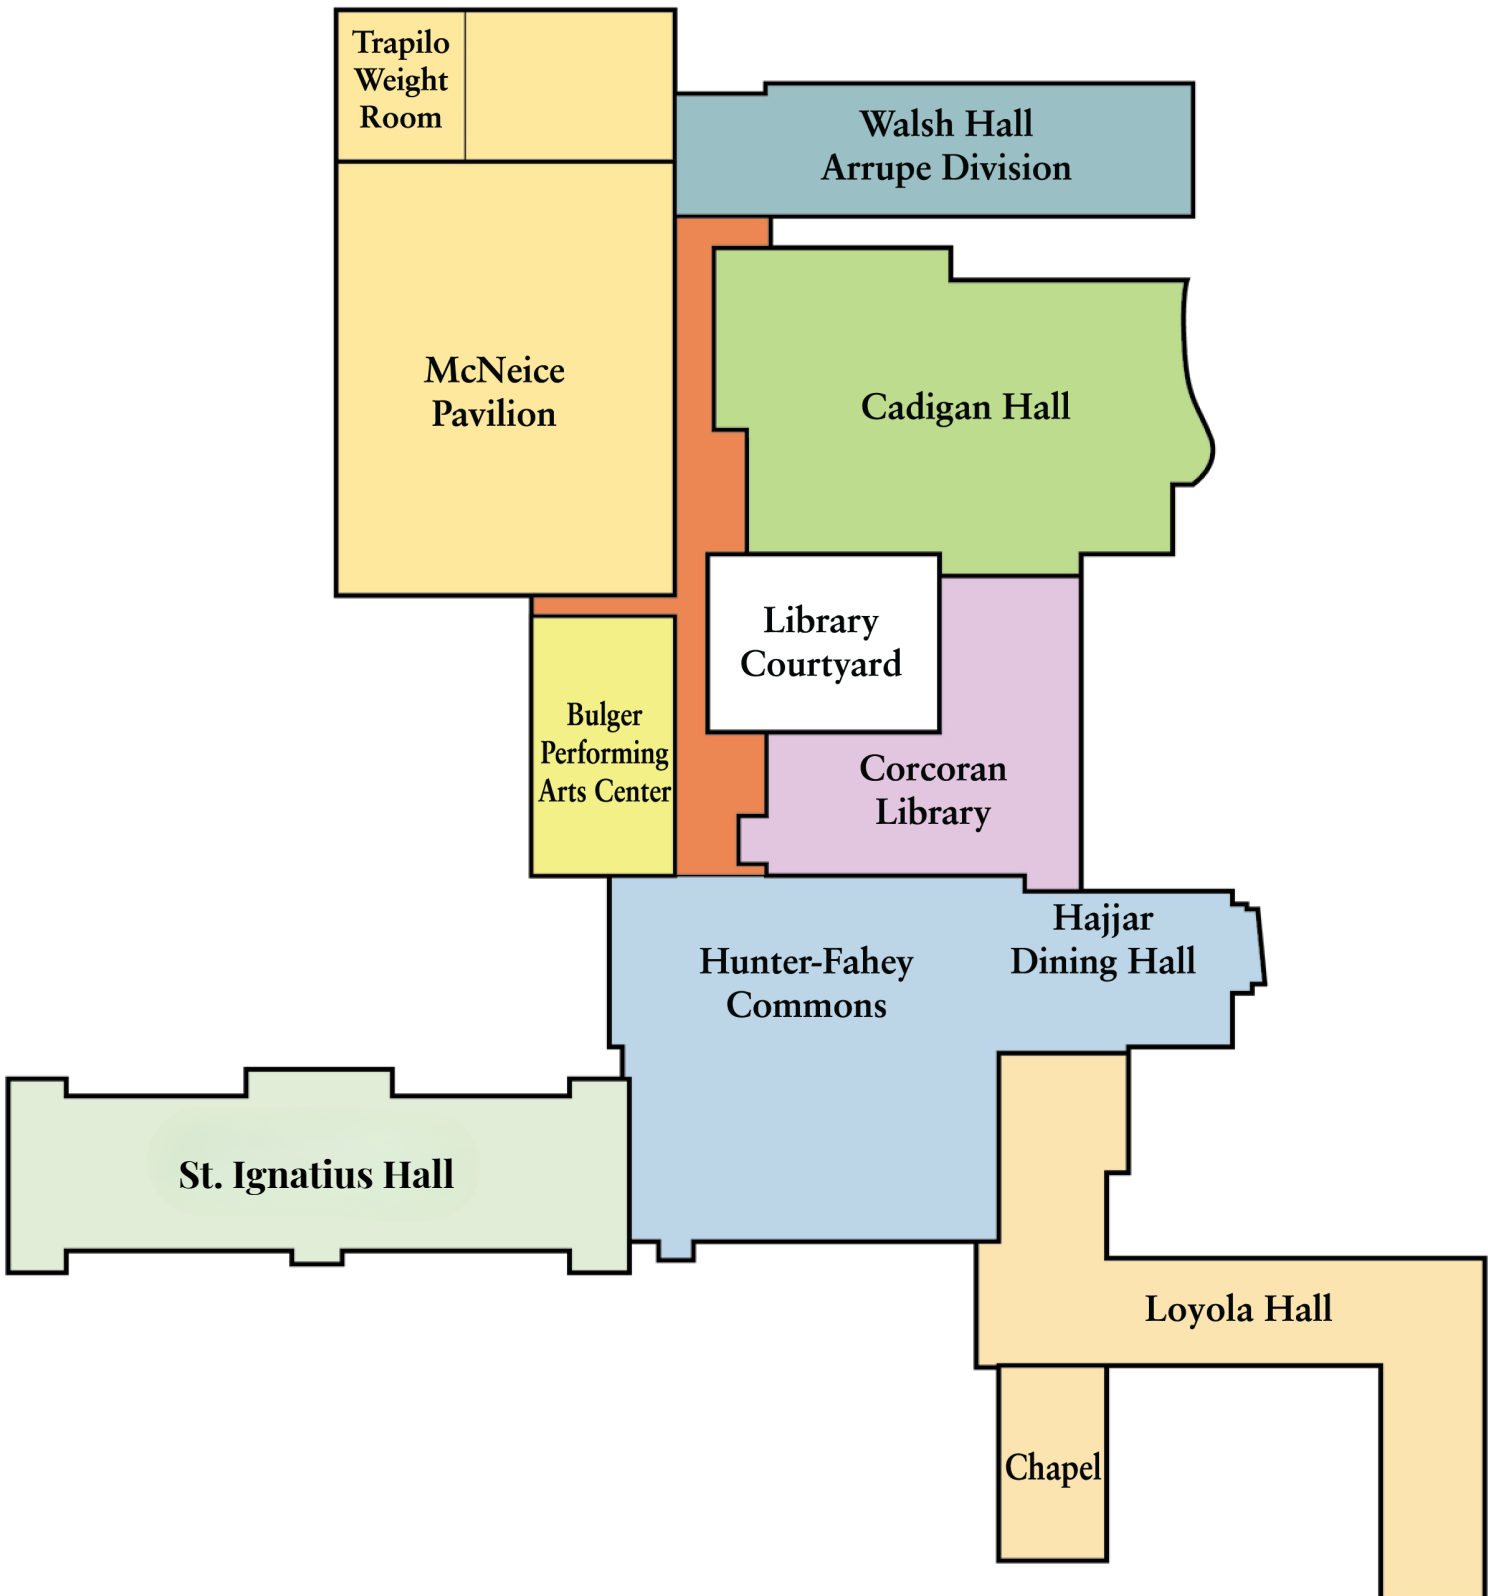 Trapilo
Weight
Room
Walsh Hall
Arrupe Division
McNeice
Pavilion
Cadigan Hall
Library
Courtyard
Bulger
Performing
Arts Center
Corcoran
Library
Hajjar
Dining Hall
Hunter-Fahey
Commons
St. Ignatius Hall
Loyola Hall
Chapel